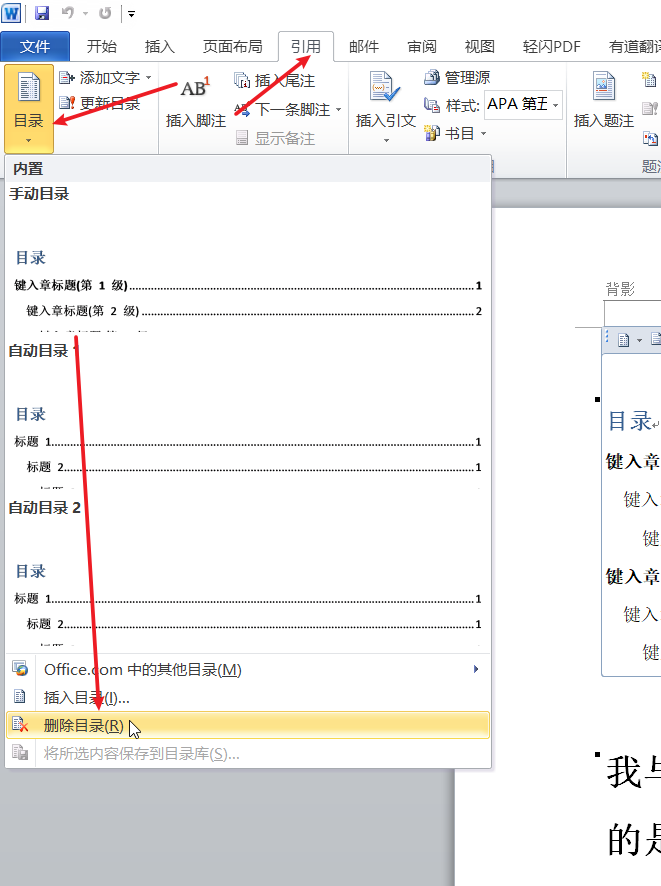 文件 开始 插入 页面布局 引用 邮件 审阅 视图 轻闪PDF 有道翻译
目录
添加文字
更新目录
AB1
插入脚注
插入尾注
下一条脚注
显示备注
插入引文
管理源
样式: APA 第五
书目
插入题注
题注
内置
手动目录
目录
键入章标题(第 1 级)........1
键入章标题(第 2 级)........2
自动目录 1
目录
标题 1........1
标题 2........1
自动目录 2
目录
标题 1........1
标题 2........1
Office.com 中的其他目录(M)
插入目录(I)...
删除目录(R)
将所选内容保存到目录库(S)...
背影
目录
键入章
键入
键
键入章
键入
键
我与
的是